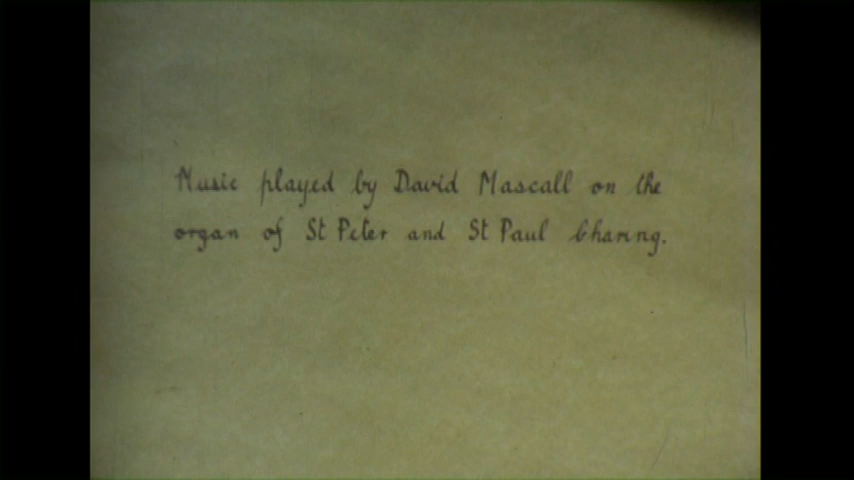 Music played by David Mascall on the
organ of St Peter and St Paul Charing.